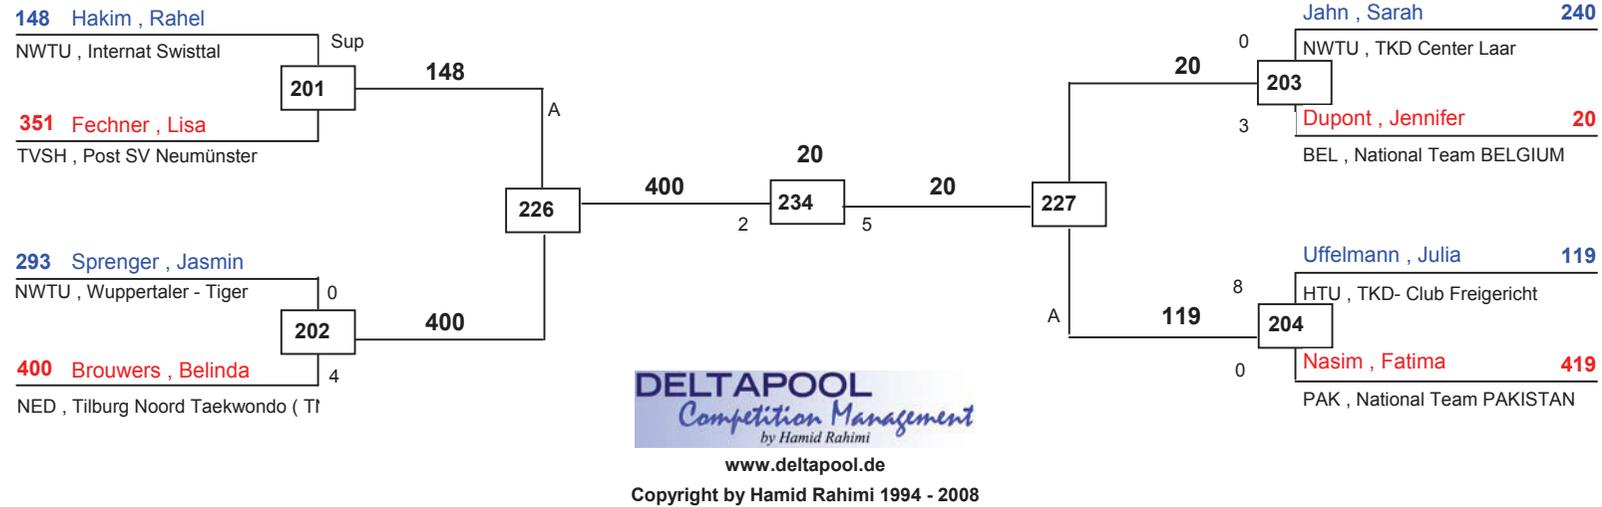 148 Hakim , Rahel
NWTU , Internat Swisttal
Sup
201
148
351 Fechner , Lisa
TVSH , Post SV Neumünster
A
226
400
293 Sprenger , Jasmin
NWTU , Wuppertaler - Tiger
0
202
400
400 Brouwers , Belinda
4
NED , Tilburg Noord Taekwondo ( TN
20
234
2
5
20
227
Jahn , Sarah 240
0
NWTU , TKD Center Laar
20
203
Dupont , Jennifer 20
3
BEL , National Team BELGIUM
Uffelmann , Julia 119
8
HTU , TKD- Club Freigericht
A
119
204
Nasim , Fatima 419
0
PAK , National Team PAKISTAN
DELTAPOOL
Competition Management
by Hamid Rahimi
www.deltapool.de
Copyright by Hamid Rahimi 1994 - 2008